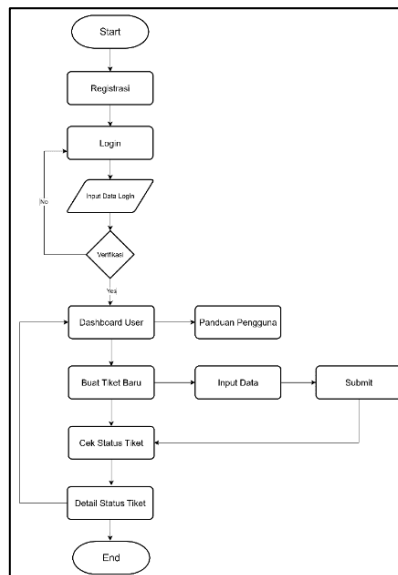 Start
Registrasi
Login
Input Data Login
No
Verifikasi
Yes
Dashboard User
Panduan Pengguna
Buat Tiket Baru
Input Data
Submit
Cek Status Tiket
Detail Status Tiket
End